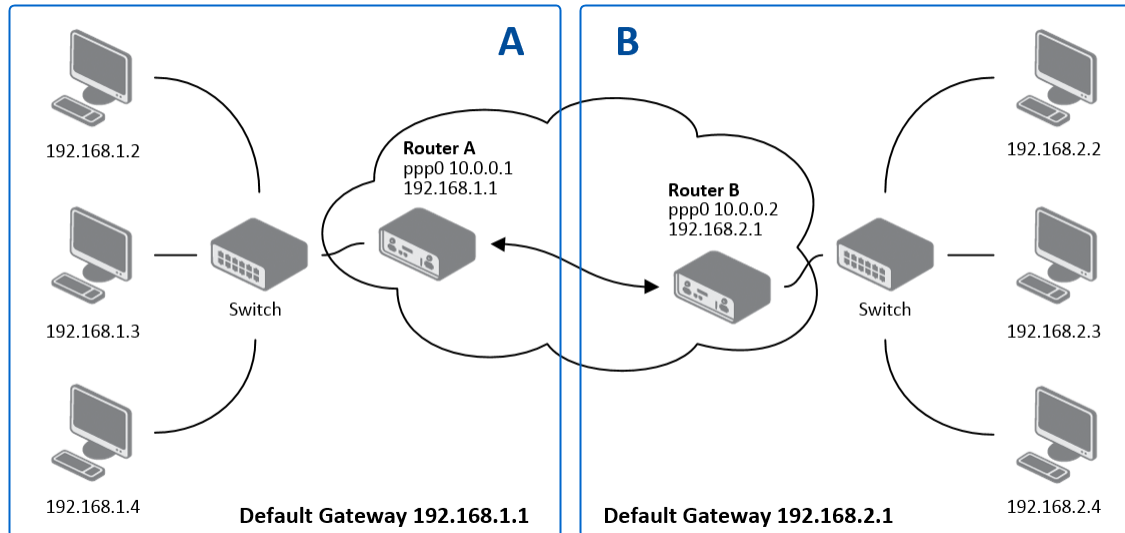 A
B
192.168.1.2
192.168.1.3
192.168.1.4
Switch
Router A
ppp0 10.0.0.1
192.168.1.1
Router B
ppp0 10.0.0.2
192.168.2.1
Switch
192.168.2.2
192.168.2.3
192.168.2.4
Default Gateway 192.168.1.1
Default Gateway 192.168.2.1